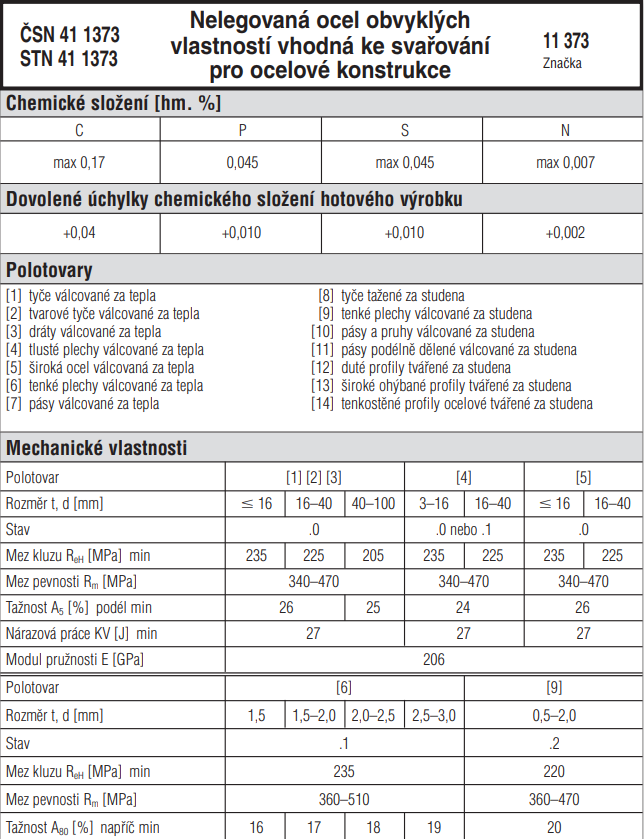 ČSN 41 1373
STN 41 1373
Nelegovaná ocel obvyklých
vlastností vhodná ke svařování
pro ocelové konstrukce
11 373
Značka
Chemické složení [hm. %]
C P S N
max 0,17 0,045 max 0,045 max 0,007
Dovolené úchylky chemického složení hotového výrobku
+0,04 +0,010 +0,010 +0,002
Polotovary
[1] tyče válcované za tepla
[2] tvarové tyče válcované za tepla
[3] dráty válcované za tepla
[4] tlusté plechy válcované za tepla
[5] široká ocel válcovaná za tepla
[6] tenké plechy válcované za tepla
[7] pásy válcované za tepla
[8] tyče tažené za studena
[9] tenké plechy válcované za studena
[10] pásy a pruhy válcované za studena
[11] pásy podélně dělené válcované za studena
[12] duté profily tvářené za studena
[13] široké ohýbané profily tvářené za studena
[14] tenkostěnné profily ocelové tvářené za studena
Mechanické vlastnosti
Polotovar [1] [2] [3] [4] [5]
Rozměr t, d [mm] ≤ 16 16–40 40–100 3–16 16–40 ≤ 16 16–40
Stav .0 .0 nebo .1 .0
Mez kluzu ReH [MPa] min 235 225 205 235 225 235 225
Mez pevnosti Rm [MPa] 340–470 340–470 340–470
Tažnost A5 [%] podél min 26 25 24 26
Nárazová práce KV [J] min 27 27 27
Modul pružnosti E [GPa] 206
Polotovar [6] [9]
Rozměr t, d [mm] 1,5 1,5–2,0 2,0–2,5 2,5–3,0 0,5–2,0
Stav .1 .2
Mez kluzu ReH [MPa] min 235 220
Mez pevnosti Rm [MPa] 360–510 360–470
Tažnost A80 [%] napříč min 16 17 18 19 20